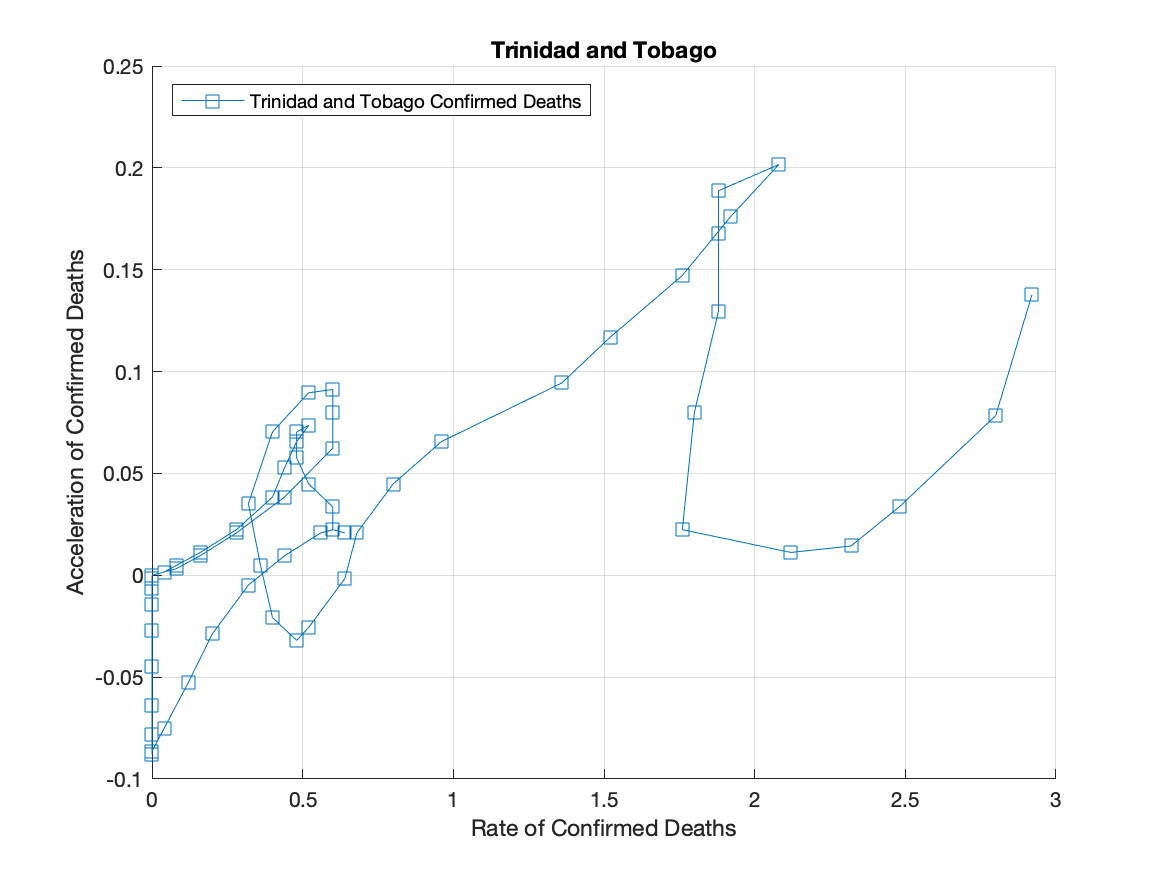 Trinidad and Tobago
0.25
Trinidad and Tobago Confirmed Deaths
0.2
0.15
0.1
0.05
0
-0.05
-0.1
Acceleration of Confirmed Deaths
0 0.5 1 1.5 2 2.5 3
Rate of Confirmed Deaths